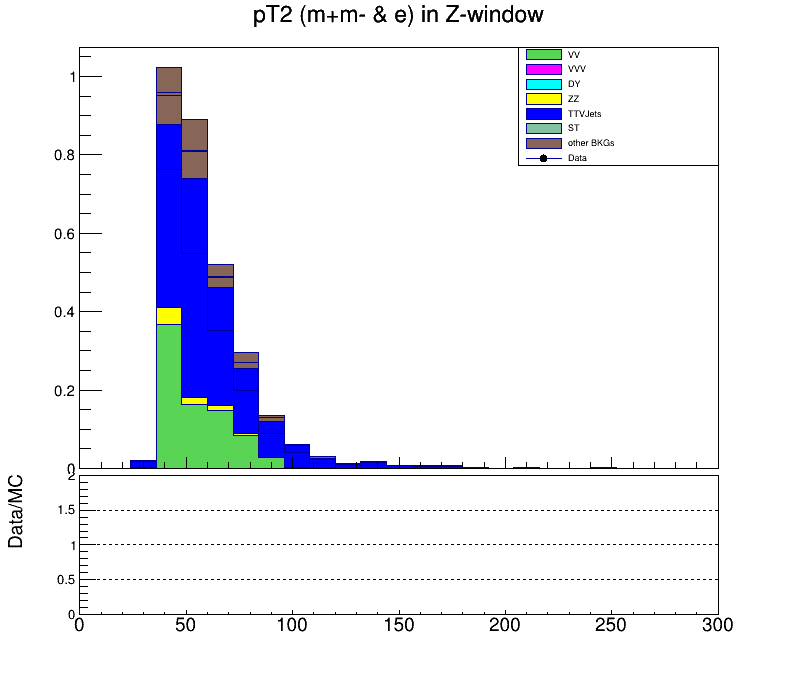 pT2 (m+m- & e) in Z-window
VV
VVV
DY
ZZ
TTVJets
ST
other BKGs
Data
1
0.8
0.6
0.4
0.2
0
Data/MC
2
1.5
1
0.5
0
0 50 100 150 200 250 300